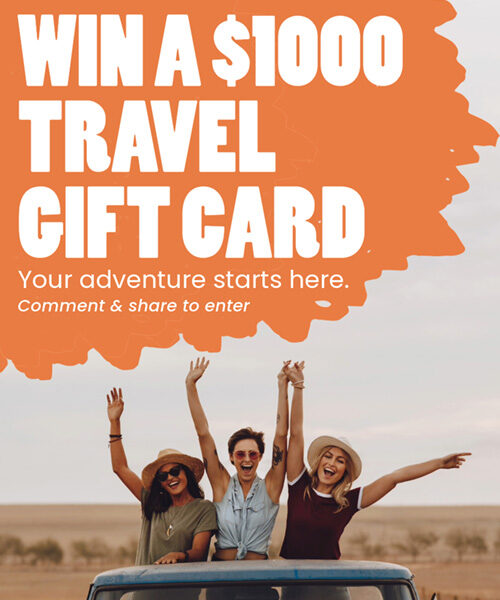 WIN A $1000
TRAVEL
GIFT CARD
Your adventure starts here.
Comment & share to enter